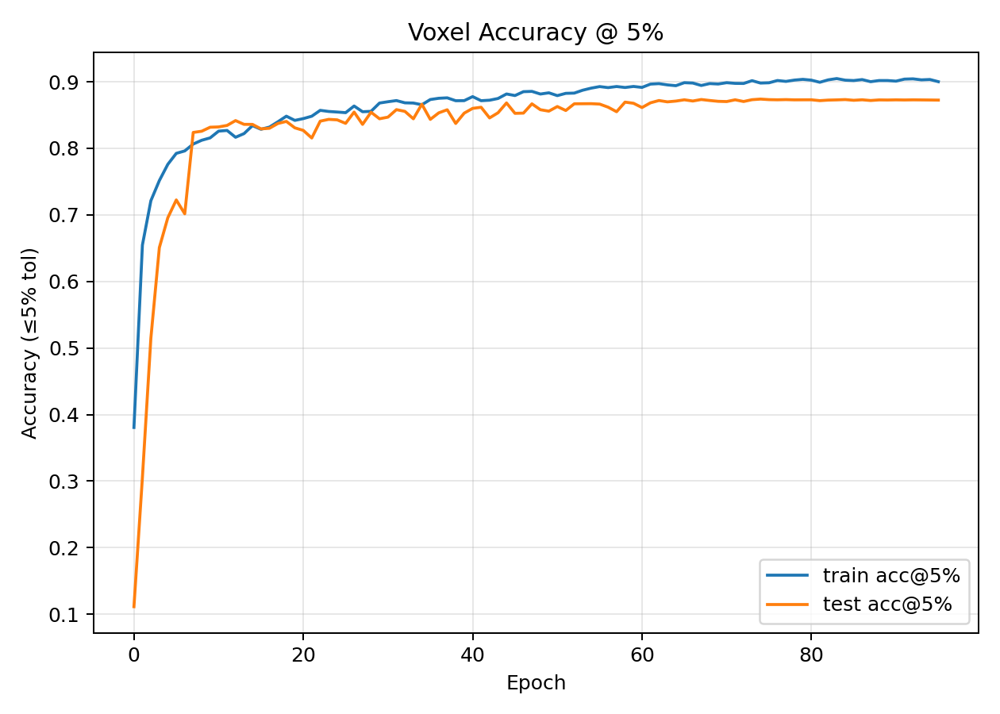 Voxel Accuracy @ 5%
Accuracy (≤5% tol)
0.9
0.8
0.7
0.6
0.5
0.4
0.3
0.2
0.1
train acc@5%
test acc@5%
0 20 40 60 80
Epoch